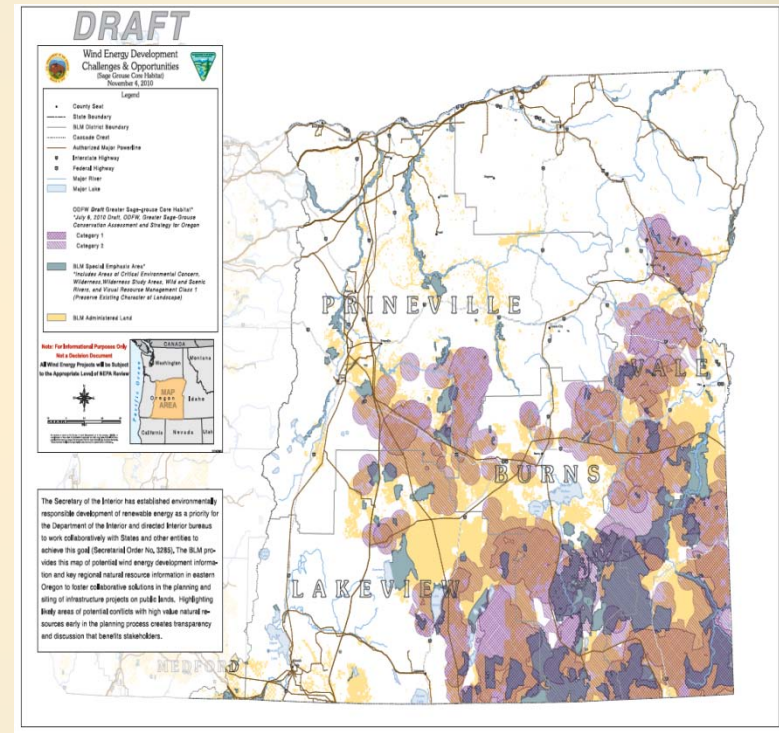 DRAFT
Wind Energy Development
Challenges & Opportunities
(Sage Grouse Core Habitat)
November 4, 2010
Legend
County Seat
State Boundary
BLM District Boundary
Cascade Crest
Authorized Major Powerline
Interstate Highway
Federal Highway
Major River
Major Lake
ODFW Draft Greater Sage-grouse Core Habitat*
*July 6, 2010 Draft, ODFW, Greater Sage-Grouse
Conservation Assessment and Strategy for Oregon
Category 1
Category 2
BLM Special Emphasis Area*
*Includes Areas of Critical Environmental Concern,
Wilderness, Wilderness Study Areas, Wild and Scenic
Rivers, and Visual Resource Management Class 1
(Preserve Existing Character of Landscape)
BLM Administered Land
Note: For Informational Purposes Only
Not a Decision Document
All Wind Energy Projects will be Subject
to the Appropriate Level of NEPA Review
CANADA
Washington
Montana
Pacific Ocean
MAP
Oregon
AREA
Idaho
California
Nevada
Utah
The Secretary of the Interior has established environmentally
responsible development of renewable energy as a priority for
the Department of the Interior and directed Interior bureaus
to work collaboratively with States and other entities to
achieve this goal (Secretarial Order No. 3285). The BLM pro-
vides this map of potential wind energy development informa-
tion and key regional natural resource information in eastern
Oregon to foster collaborative solutions in the planning and
siting of infrastructure projects on public lands. Highlighting
likely areas of potential conflicts with high value natural re-
sources early in the planning process creates transparency
and discussion that benefits stakeholders.
PRINEVILLE
VALE
BURNS
LAKEVIEW
MEDFORD